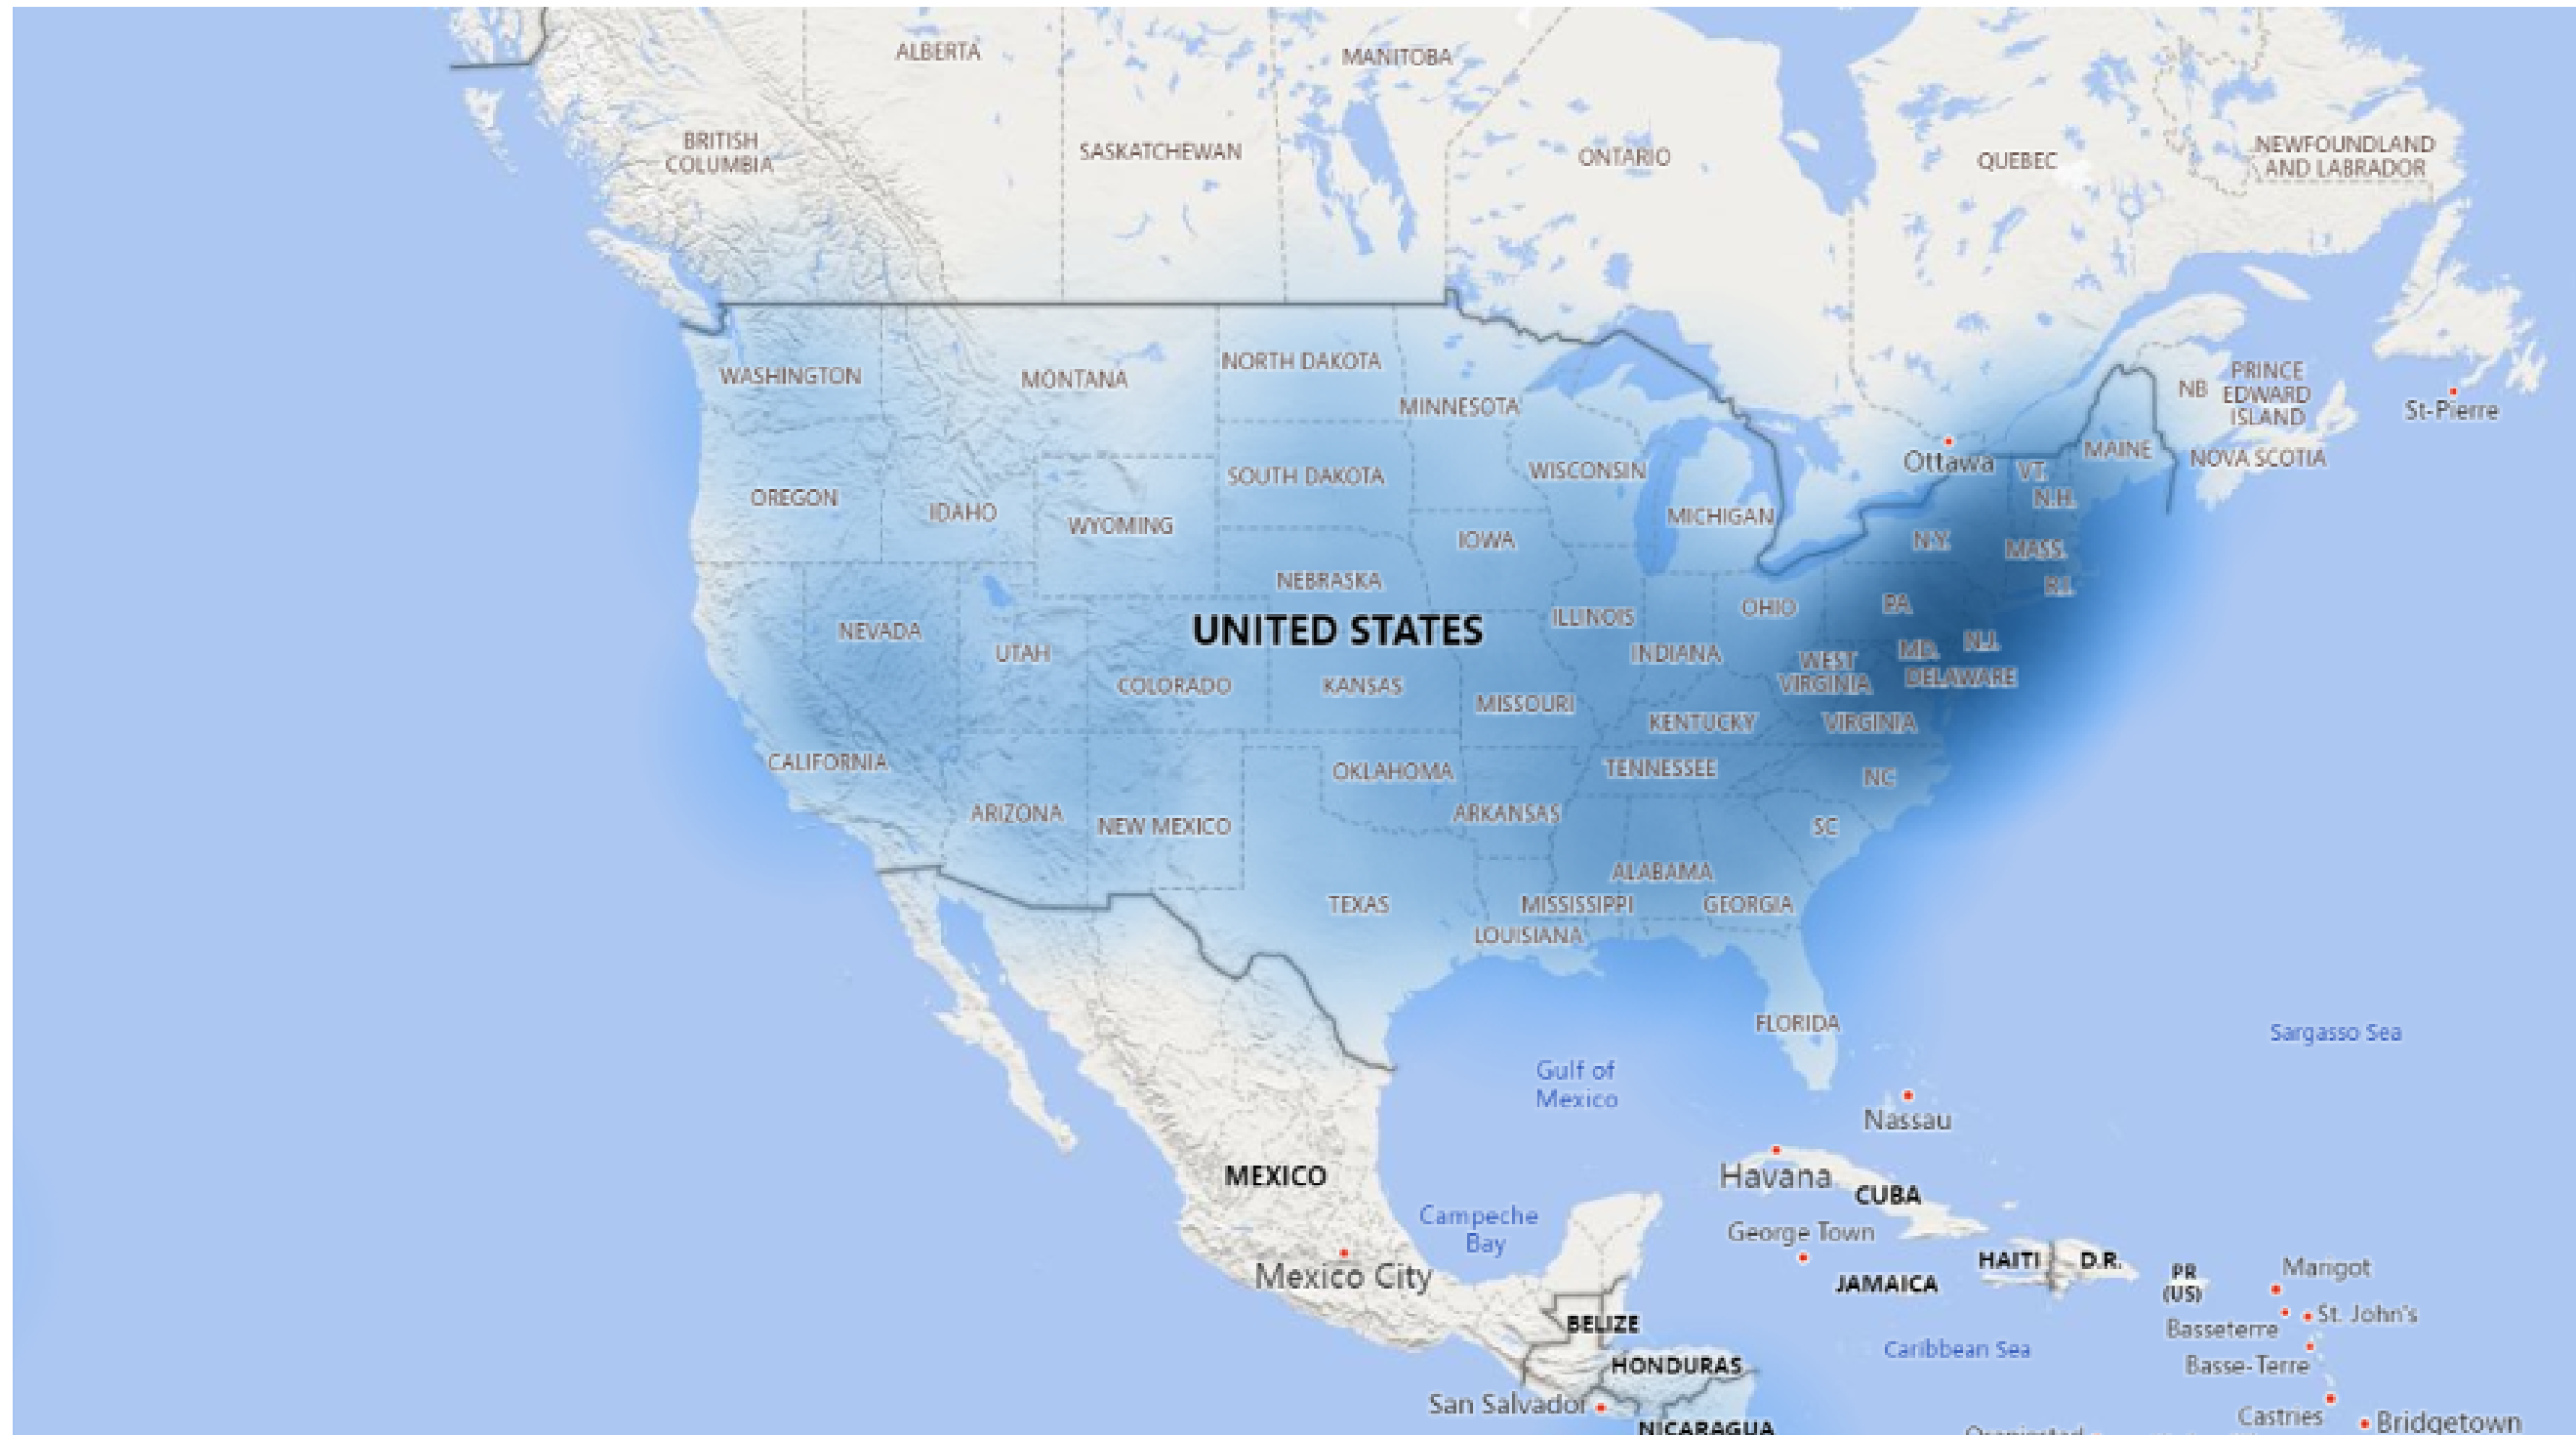 ALBERTA
MANITOBA
BRITISH
COLUMBIA
SASKATCHEWAN
ONTARIO
QUEBEC
NEWFOUNDLAND
AND LABRADOR
WASHINGTON
MONTANA
NORTH DAKOTA
MINNESOTA
NB
PRINCE
EDWARD
ISLAND
St-Pierre
MAINE
NOVA SCOTIA
Ottawa
VT.
N.H.
OREGON
IDAHO
WYOMING
SOUTH DAKOTA
WISCONSIN
MICHIGAN
IOWA
N.Y.
MASS.
R.I.
NEBRASKA
ILLINOIS
OHIO
PA.
NEVADA
UTAH
UNITED STATES
INDIANA
WEST
VIRGINIA
MD.
N.J.
DELAWARE
COLORADO
KANSAS
MISSOURI
KENTUCKY
VIRGINIA
CALIFORNIA
OKLAHOMA
TENNESSEE
NC
ARIZONA
NEW MEXICO
ARKANSAS
SC
ALABAMA
TEXAS
MISSISSIPPI
GEORGIA
LOUISIANA
FLORIDA
Sargasso Sea
Gulf of
Mexico
Nassau
MEXICO
Havana
CUBA
Campeche
Bay
George Town
Mexico City
JAMAICA
HAITI
D.R.
PR
(US)
Marigot
St. John's
Basseterre
BELIZE
Caribbean Sea
Basse-Terre
HONDURAS
San Salvador
NICARAGUA
Castries
Bridgetown